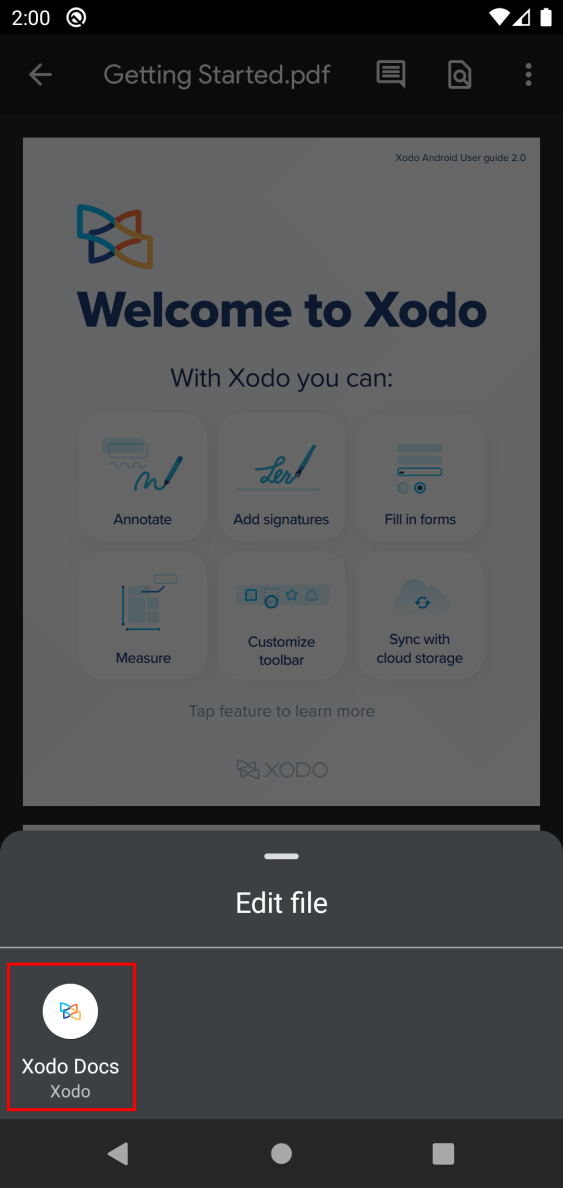 2:00
Getting Started.pdf
Xodo Android User guide 2.0
Welcome to Xodo
With Xodo you can:
Annotate
Add signatures
Fill in forms
Measure
Customize
toolbar
Sync with
cloud storage
Tap feature to learn more
XODO
Edit file
Xodo Docs
Xodo